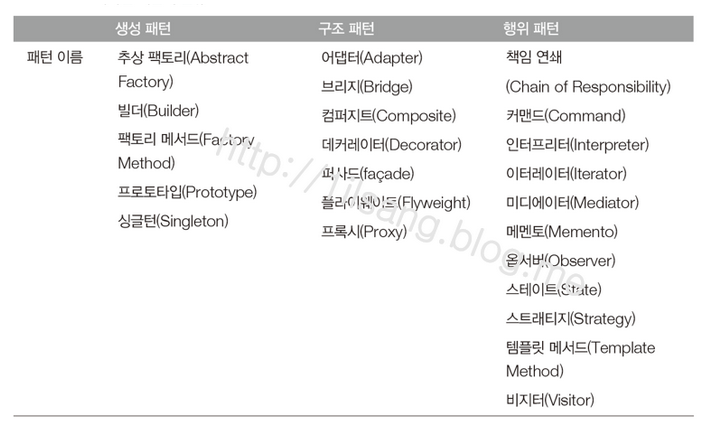 생성 패턴 구조 패턴 행위 패턴
패턴 이름
추상 팩토리(Abstract
Factory)
빌더(Builder)
팩토리 메서드(Factory
Method)
프로토타입(Prototype)
싱글턴(Singleton)
어댑터(Adapter)
브리지(Bridge)
컴퍼지트(Composite)
데커레이터(Decorator)
퍼사드(façade)
플라이웨이트(Flyweight)
프록시(Proxy)
책임 연쇄
(Chain of Responsibility)
커맨드(Command)
인터프리터(Interpreter)
이터레이터(Iterator)
미디에이터(Mediator)
메멘토(Memento)
옵서버(Observer)
스테이트(State)
스트래티지(Strategy)
템플릿 메서드(Template
Method)
비지터(Visitor)